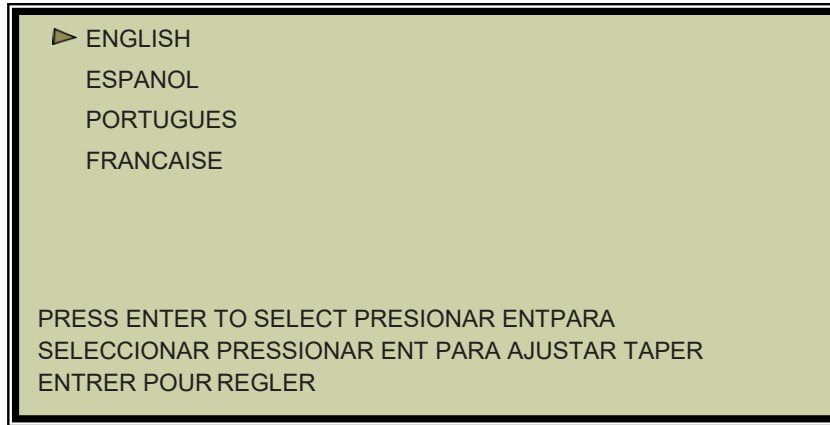 ENGLISH
ESPANOL
PORTUGUES
FRANCAISE
PRESS ENTER TO SELECT PRESIONAR ENTPARA
SELECCIONAR PRESSIONAR ENT PARA AJUSTAR TAPER
ENTRER POUR REGLER